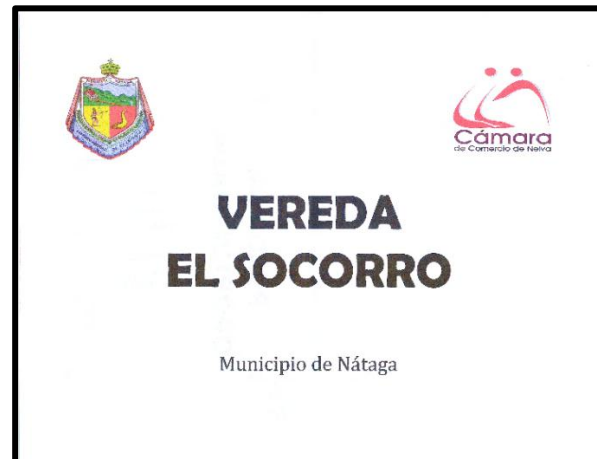 Cámara
de Comercio de Neiva
VEREDA
EL SOCORRO
Municipio de Nátaga